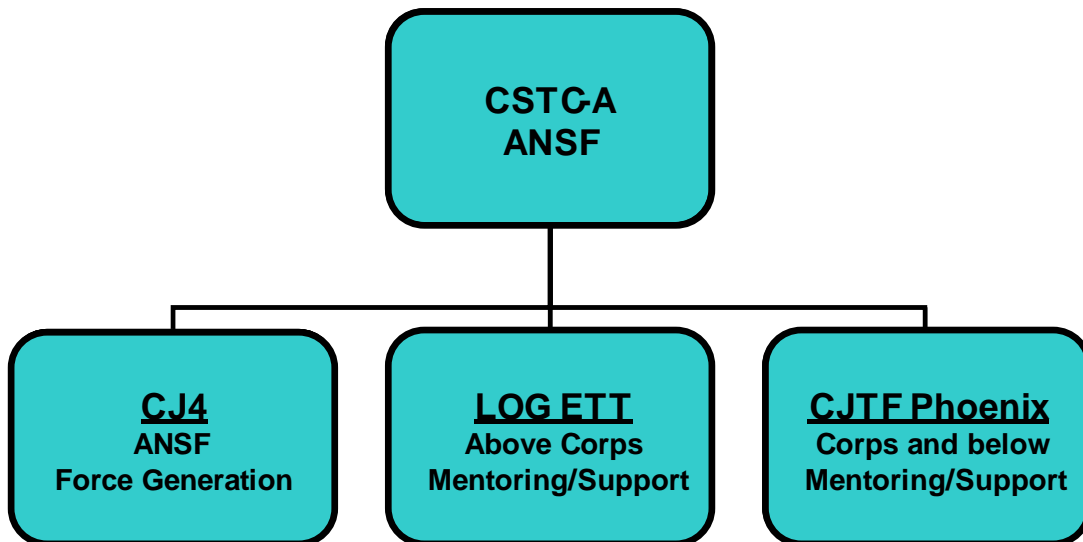 CSTC-A
ANSF
CJ4
ANSF
Force Generation
LOG ETT
Above Corps
Mentoring/Support
CJTF Phoenix
Corps and below
Mentoring/Support